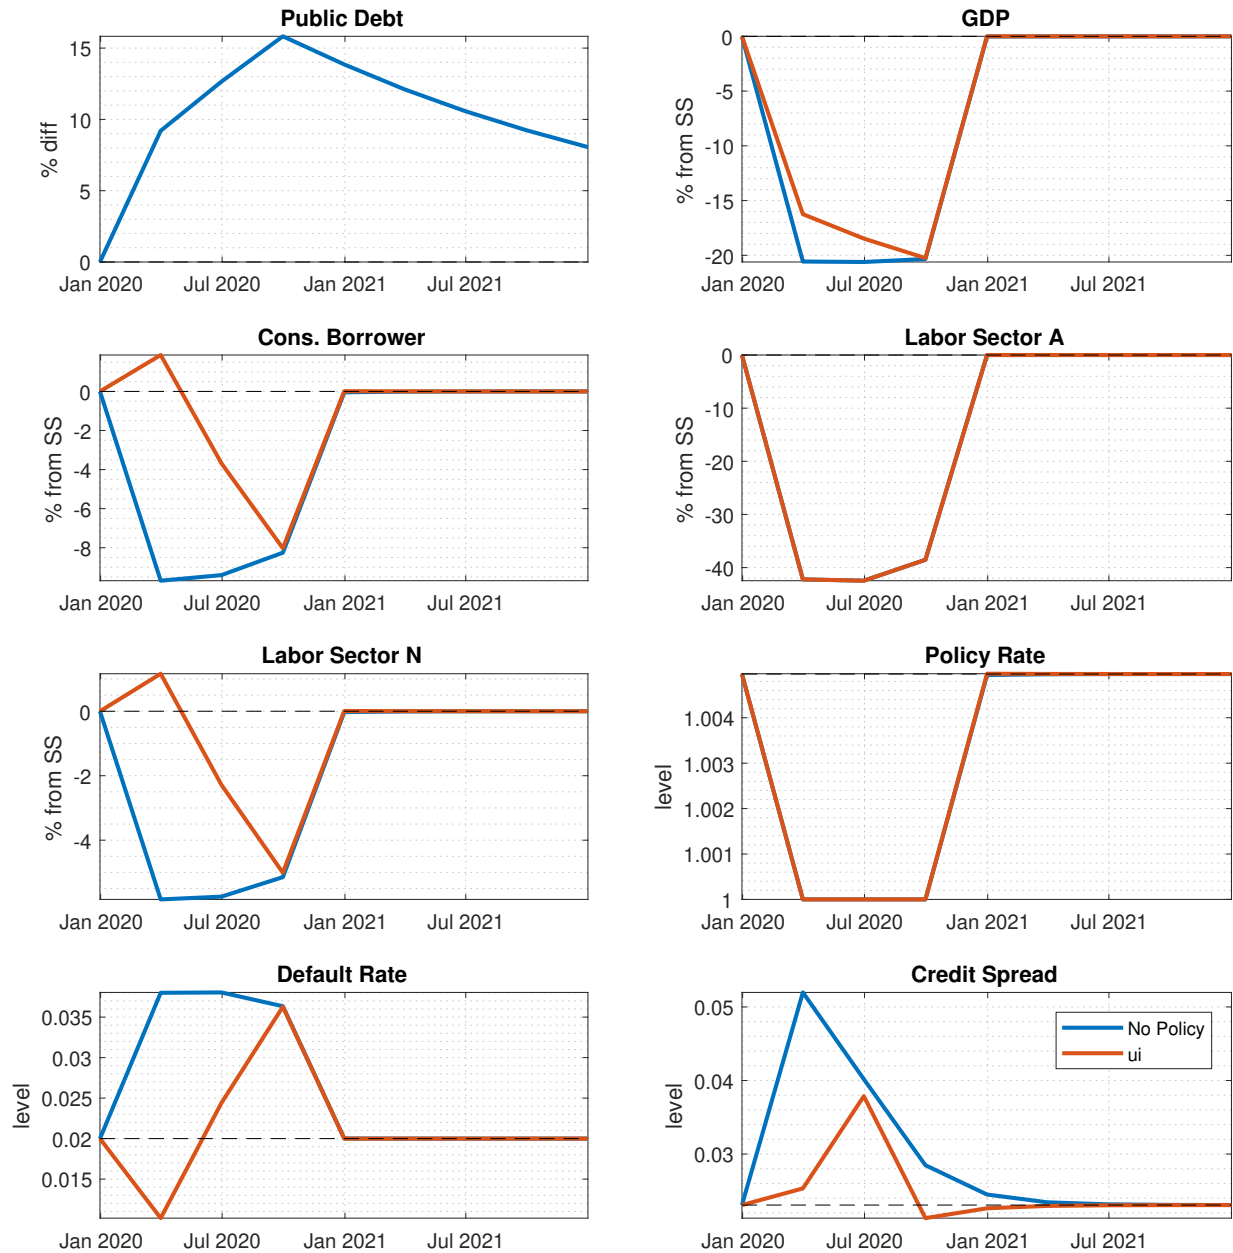 Public Debt
% diff
15
10
5
0
Jan 2020 Jul 2020 Jan 2021 Jul 2021
GDP
% from SS
0
-5
-10
-15
-20
Jan 2020 Jul 2020 Jan 2021 Jul 2021
Cons. Borrower
% from SS
0
-2
-4
-6
-8
Jan 2020 Jul 2020 Jan 2021 Jul 2021
Labor Sector A
% from SS
0
-10
-20
-30
-40
Jan 2020 Jul 2020 Jan 2021 Jul 2021
Labor Sector N
% from SS
0
-2
-4
Jan 2020 Jul 2020 Jan 2021 Jul 2021
Policy Rate
level
1.004
1.003
1.002
1.001
1
Jan 2020 Jul 2020 Jan 2021 Jul 2021
Default Rate
level
0.035
0.03
0.025
0.02
0.015
Jan 2020 Jul 2020 Jan 2021 Jul 2021
Credit Spread
level
0.05
0.04
0.03
No Policy
ui
Jan 2020 Jul 2020 Jan 2021 Jul 2021